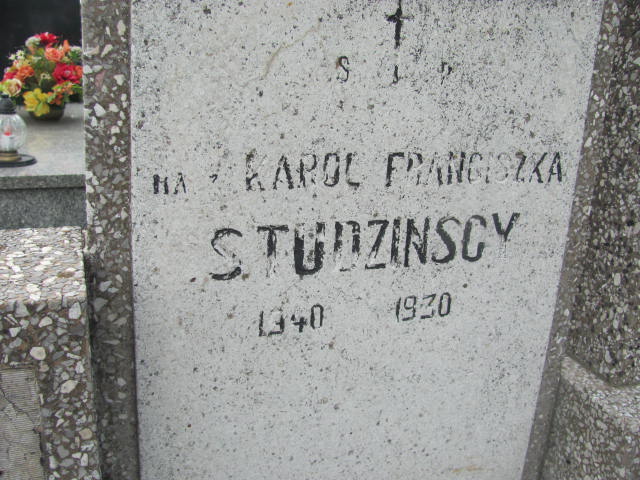 S P
KAROL FRANCISZKA
STUDZINSCY
1940 1930